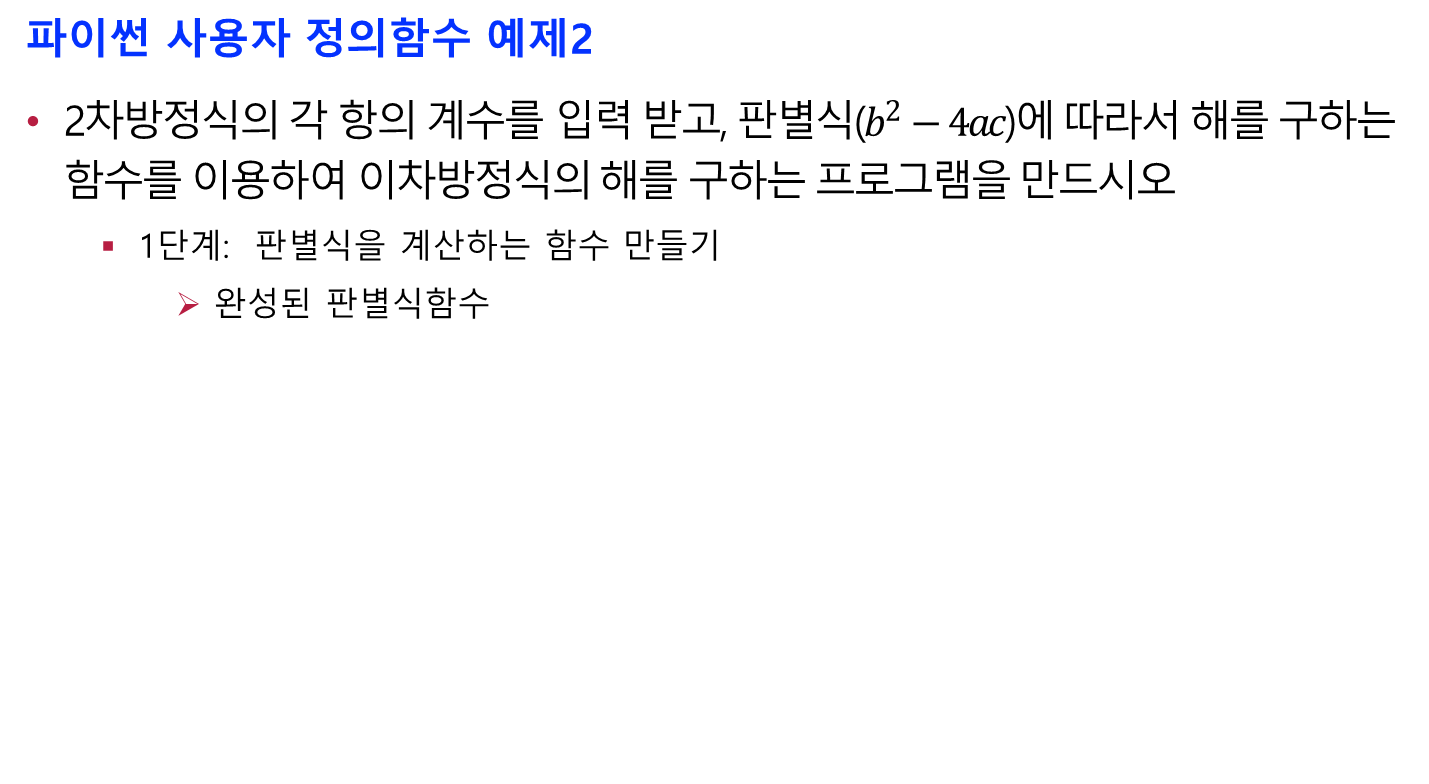 파이썬 사용자 정의함수 예제2
• 2차방정식의 각 항의 계수를 입력 받고, 판별식(b² − 4ac)에 따라서 해를 구하는
함수를 이용하여 이차방정식의 해를 구하는 프로그램을 만드시오
▪ 1단계: 판별식을 계산하는 함수 만들기
➢ 완성된 판별식함수